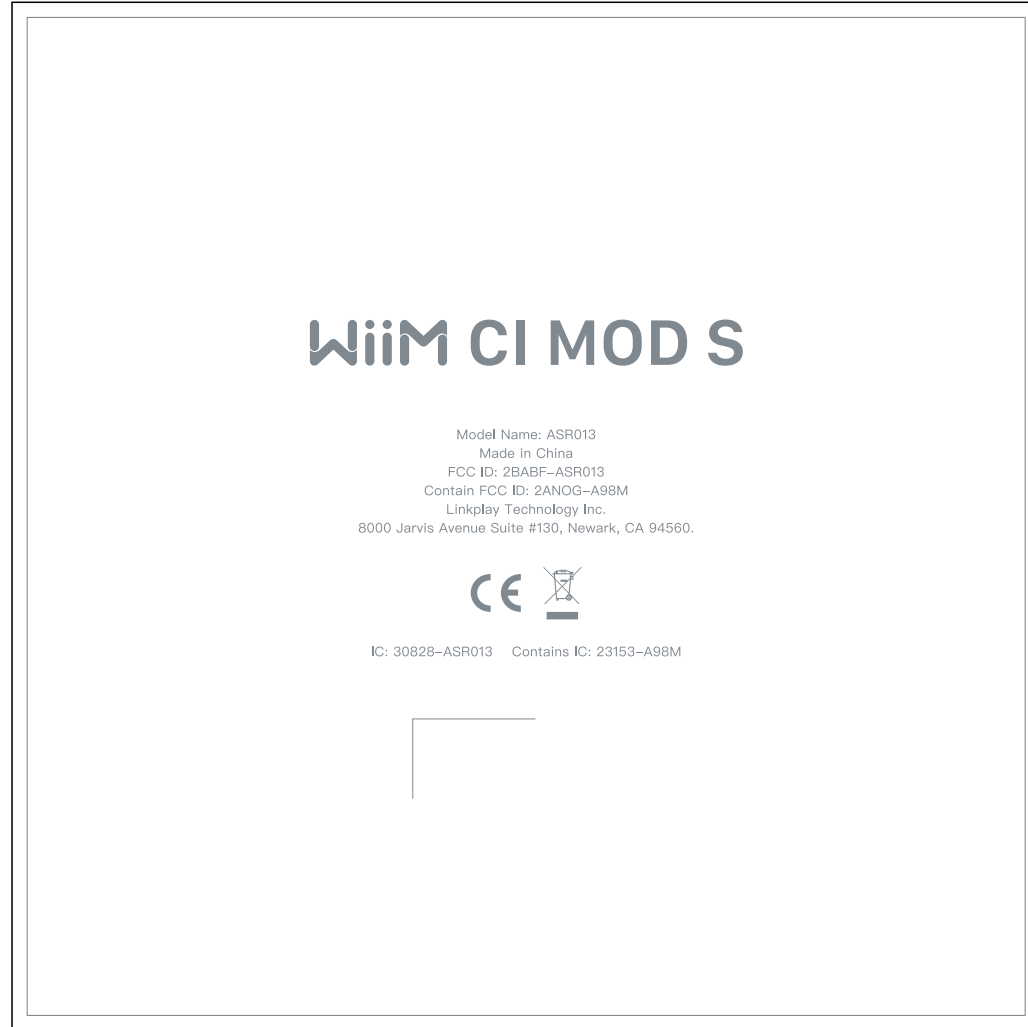 WiiM CI MOD S
Model Name: ASR013
Made in China
FCC ID: 2BABF–ASR013
Contain FCC ID: 2ANOG–A98M
Linkplay Technology Inc.
8000 Jarvis Avenue Suite #130, Newark, CA 94560.
CE
IC: 30828–ASR013 Contains IC: 23153–A98M